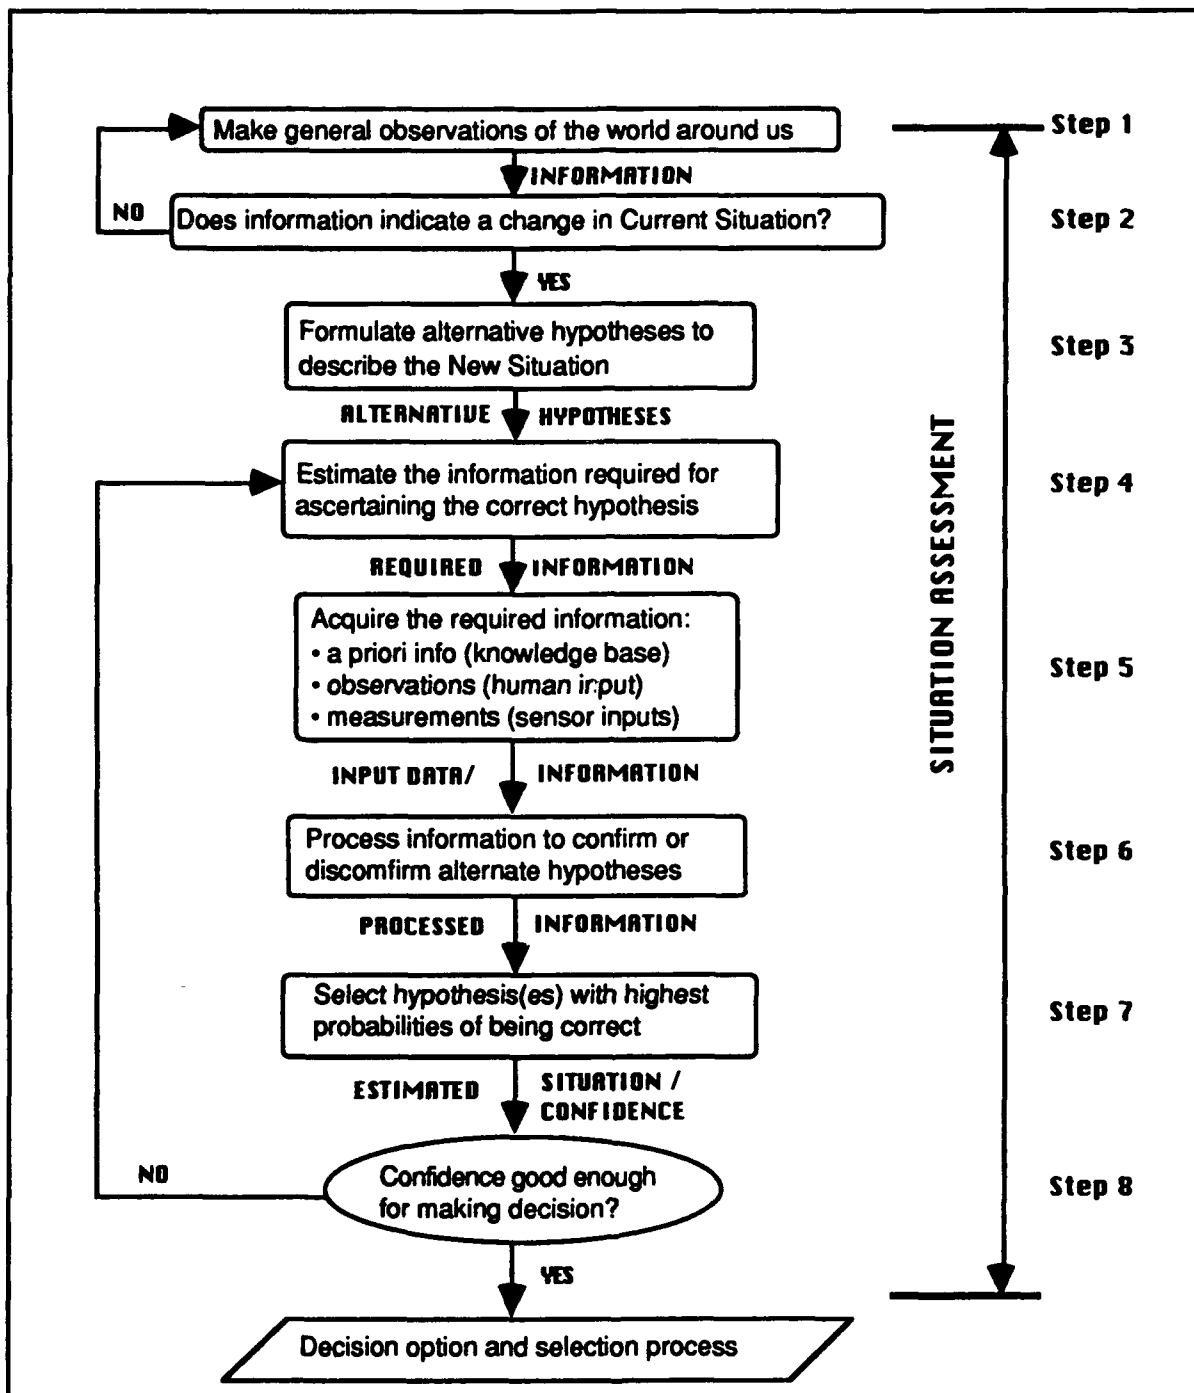 Make general observations of the world around us
Step 1
INFORMATION
NO
Does information indicate a change in Current Situation?
Step 2
YES
Formulate alternative hypotheses to
describe the New Situation
Step 3
ALTERNATIVE HYPOTHESES
Estimate the information required for
ascertaining the correct hypothesis
Step 4
REQUIRED INFORMATION
Acquire the required information:
• a priori info (knowledge base)
• observations (human input)
• measurements (sensor inputs)
Step 5
SITUATION ASSESSMENT
INPUT DATA/ INFORMATION
Process information to confirm or
discomfirm alternate hypotheses
Step 6
PROCESSED INFORMATION
Select hypothesis(es) with highest
probabilities of being correct
Step 7
ESTIMATED SITUATION /
CONFIDENCE
NO
Confidence good enough
for making decision?
Step 8
YES
Decision option and selection process